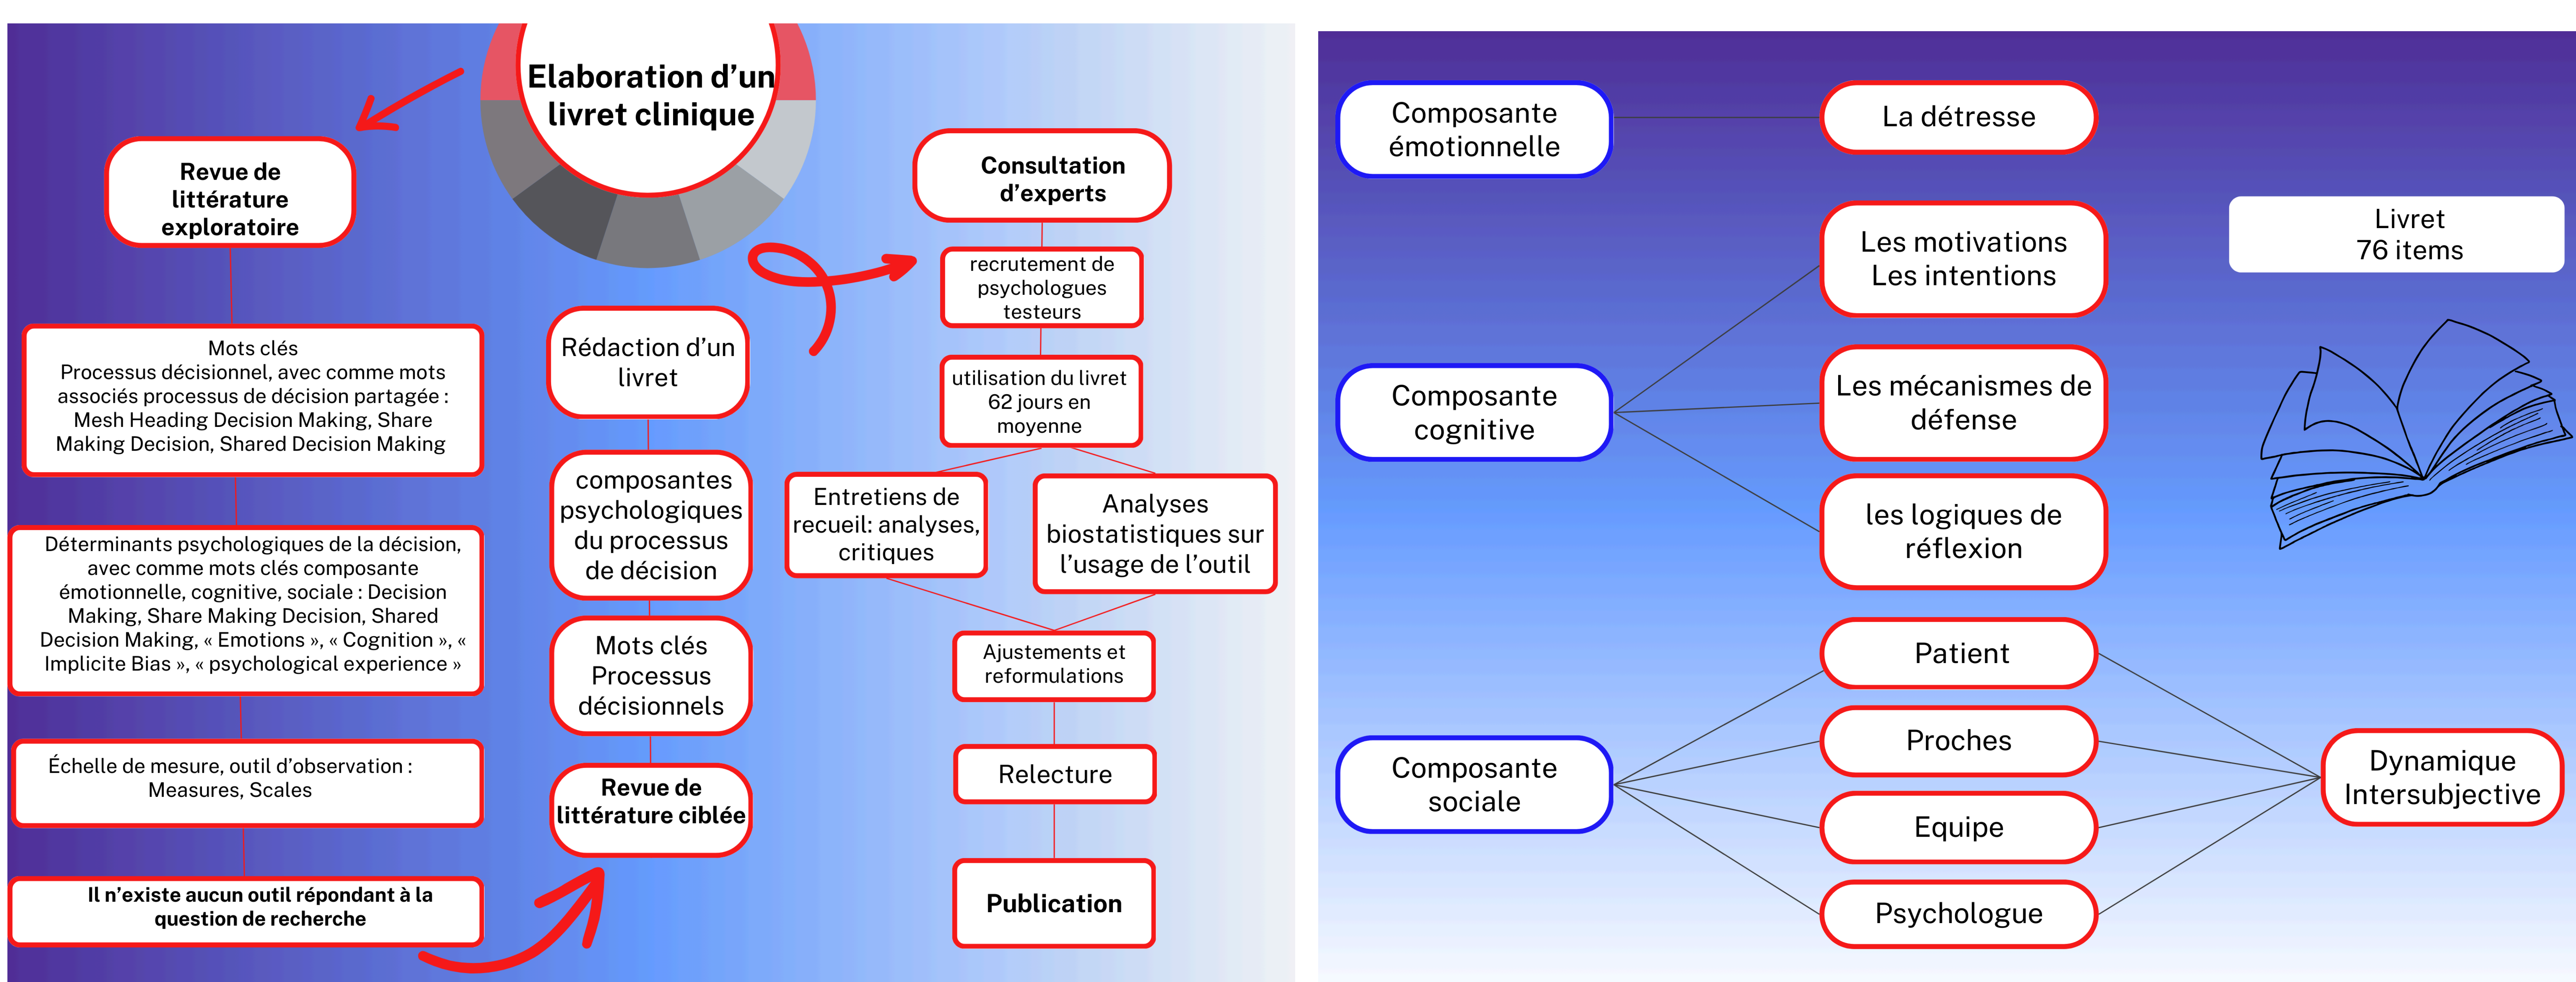 Elaboration d’un
livret clinique
Revue de
littérature
exploratoire
Mots clés
Processus décisionnel, avec comme mots
associés processus de décision partagée :
Mesh Heading Decision Making, Share
Making Decision, Shared Decision Making
Déterminants psychologiques de la décision,
avec comme mots clés composante
émotionnelle, cognitive, sociale : Decision
Making, Share Making Decision, Shared
Decision Making, « Emotions », « Cognition », «
Implicite Bias », « psychological experience »
Échelle de mesure, outil d’observation :
Measures, Scales
Il n’existe aucun outil répondant à la
question de recherche
Rédaction d’un
livret
composantes
psychologiques
du processus
de décision
Mots clés
Processus
décisionnels
Revue de
littérature ciblée
Consultation
d’experts
recrutement de
psychologues
testeurs
utilisation du livret
62 jours en
moyenne
Entretiens de
recueil: analyses,
critiques
Analyses
biostatistiques sur
l’usage de l’outil
Ajustements et
reformulations
Relecture
Publication
Composante
émotionnelle
La détresse
Composante
cognitive
Les motivations
Les intentions
Les mécanismes de
défense
les logiques de
réflexion
Composante
sociale
Patient
Proches
Equipe
Psychologue
Dynamique
Intersubjective
Livret
76 items